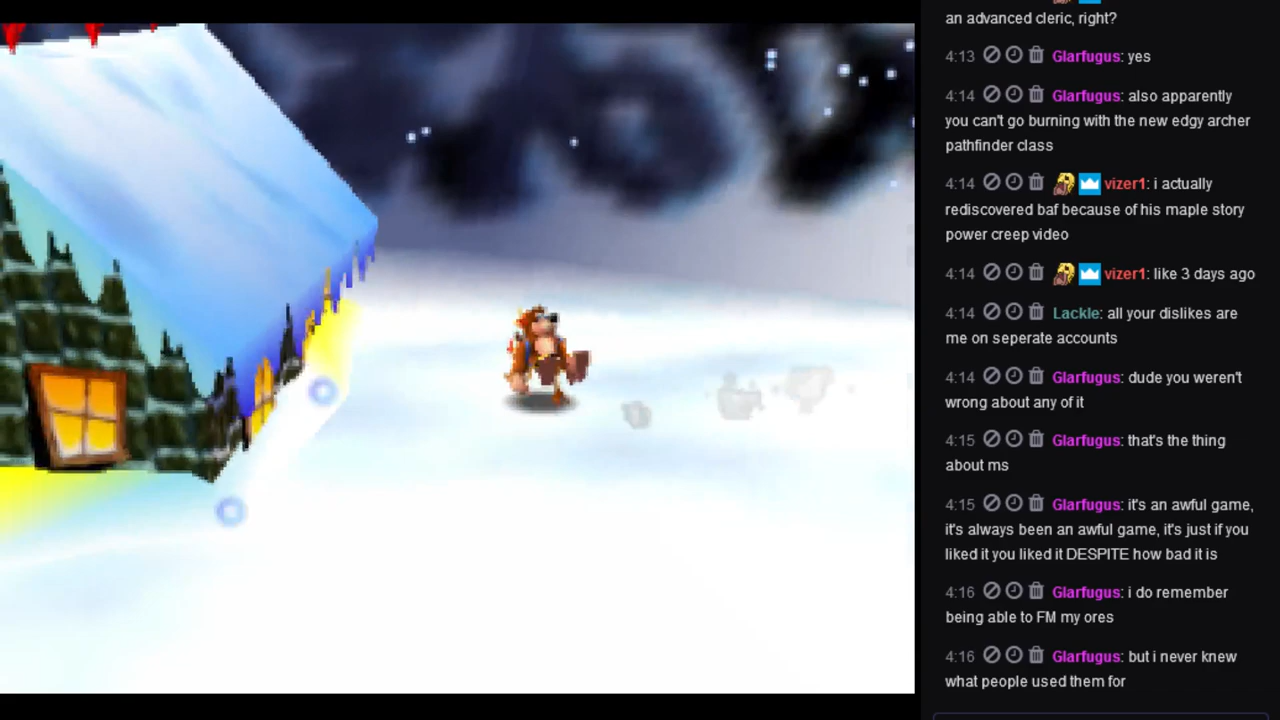 an advanced cleric, right?
4:13 Glarfugus: yes
4:14 Glarfugus: also apparently
you can't go burning with the new edgy archer
pathfinder class
4:14 vizer1: i actually
rediscovered baf because of his maple story
power creep video
4:14 vizer1: like 3 days ago
4:14 Lackle: all your dislikes are
me on seperate accounts
4:14 Glarfugus: dude you weren't
wrong about any of it
4:15 Glarfugus: that's the thing
about ms
4:15 Glarfugus: it's an awful game,
it's always been an awful game, it's just if you
liked it you liked it DESPITE how bad it is
4:16 Glarfugus: i do remember
being able to FM my ores
4:16 Glarfugus: but i never knew
what people used them for